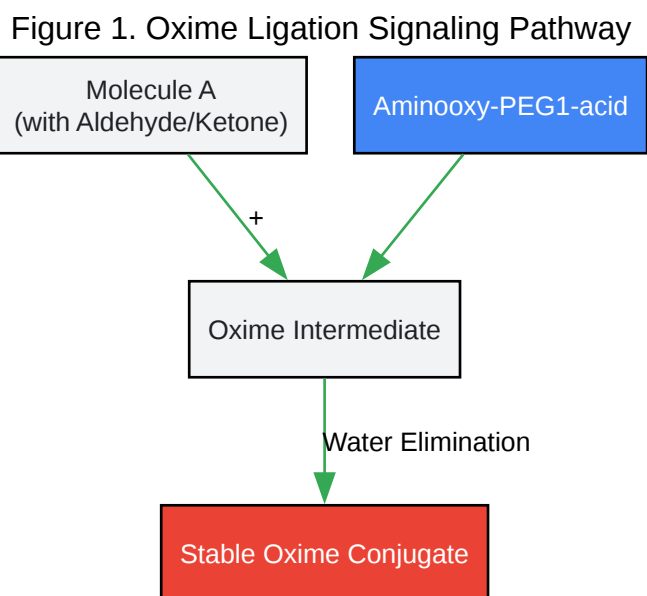 Figure 1. Oxime Ligation Signaling Pathway
Molecule A
(with Aldehyde/Ketone)
Aminooxy-PEG1-acid
+
Oxime Intermediate
Water Elimination
Stable Oxime Conjugate